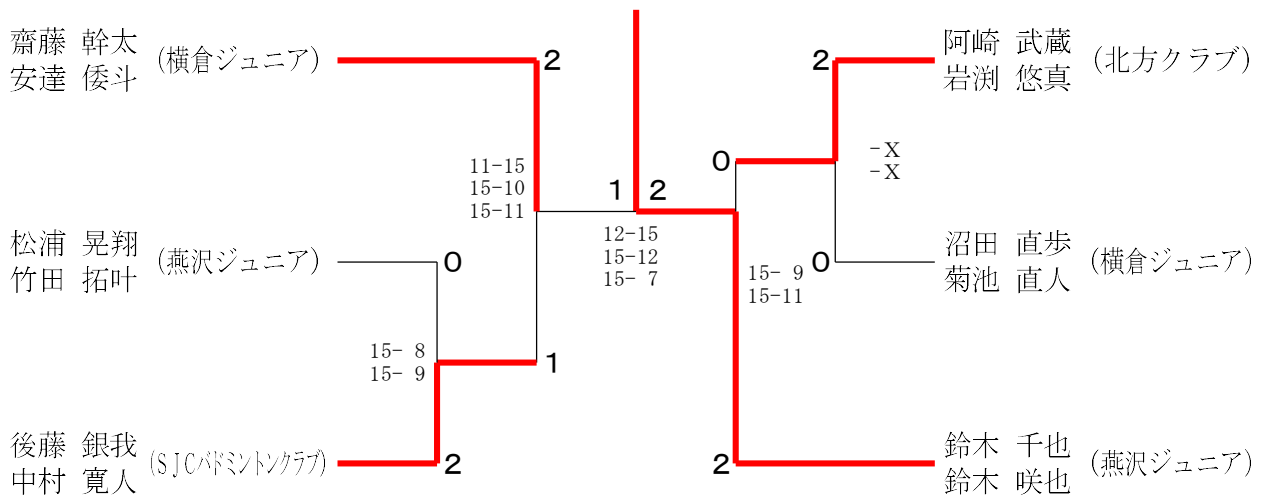 齋藤 幹太
安達 倭斗
(横倉ジュニア)
2
11-15
15-10
15-11
松浦 晃翔
竹田 拓叶
(燕沢ジュニア)
0
15- 8
15- 9
1
後藤 銀我
中村 寛人
(SJCバドミントンクラブ)
2
1 2
12-15
15-12
15- 7
阿崎 武蔵
岩渕 悠真
(北方クラブ)
2
0
-X
-X
沼田 直歩
菊池 直人
(横倉ジュニア)
0
15- 9
15-11
鈴木 千也
鈴木 咲也
(燕沢ジュニア)
2